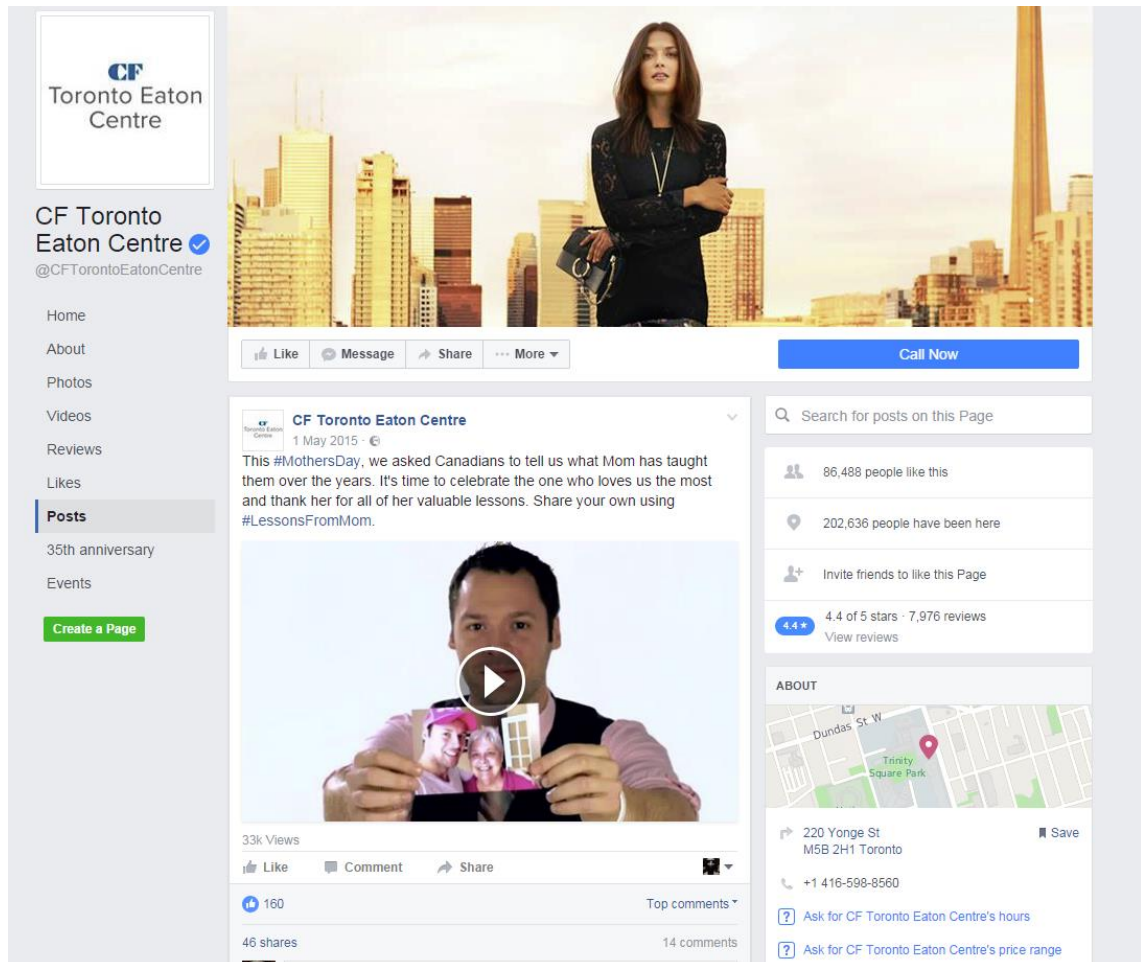 CF
Toronto Eaton
Centre
CF Toronto
Eaton Centre
@CFTorontoEatonCentre
Home
About
Photos
Videos
Reviews
Likes
Posts
35th anniversary
Events
Create a Page
Like
Message
Share
··· More
Call Now
CF
Toronto Eaton
Centre
CF Toronto Eaton Centre
1 May 2015 ·
This #MothersDay, we asked Canadians to tell us what Mom has taught
them over the years. It's time to celebrate the one who loves us the most
and thank her for all of her valuable lessons. Share your own using
#LessonsFromMom.
33k Views
Like
Comment
Share
160
Top comments
46 shares
14 comments
Search for posts on this Page
86,488 people like this
202,636 people have been here
Invite friends to like this Page
4.4 ★
4.4 of 5 stars · 7,976 reviews
View reviews
ABOUT
Dundas St W
Trinity
Square Park
220 Yonge St
M5B 2H1 Toronto
Save
+1 416-598-8560
? Ask for CF Toronto Eaton Centre's hours
? Ask for CF Toronto Eaton Centre's price range